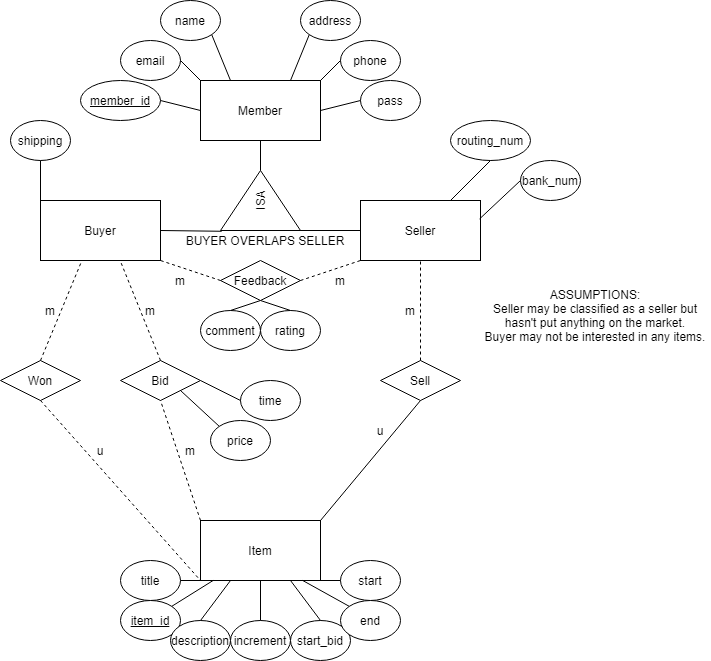 name
address
email
phone
member_id
Member
pass
shipping
routing_num
ISA
bank_num
Buyer
Seller
BUYER OVERLAPS SELLER
m
Feedback
m
ASSUMPTIONS:
Seller may be classified as a seller but
hasn't put anything on the market.
Buyer may not be interested in any items.
m
m
m
comment
rating
Won
Bid
Sell
time
price
u
u
m
Item
title
start
item_id
end
description
increment
start_bid